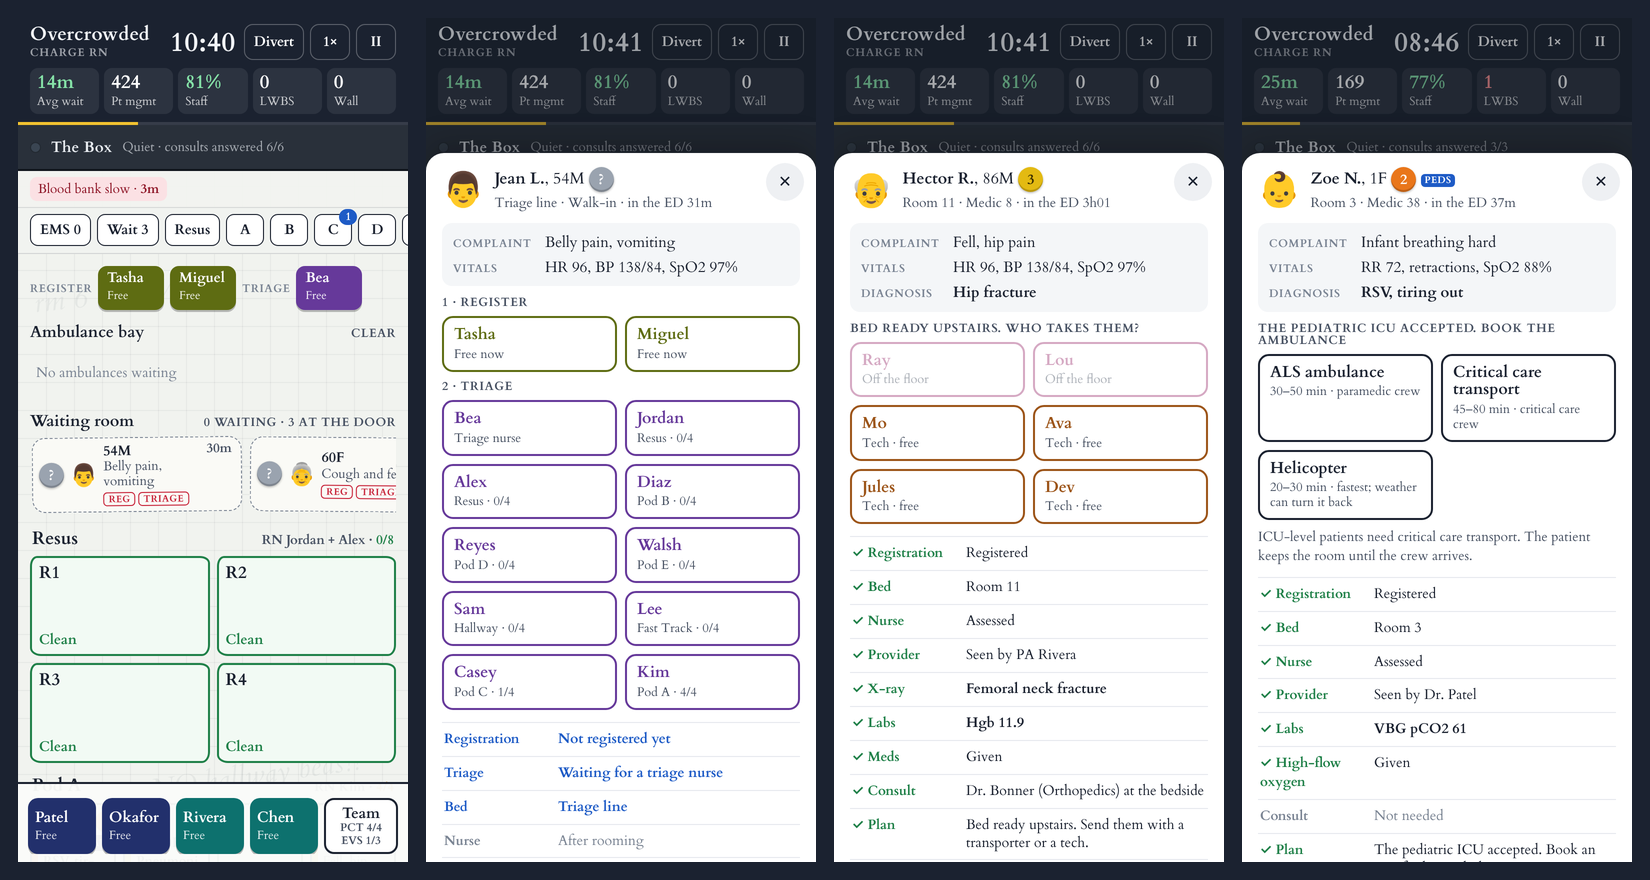 Overcrowded
CHARGE RN
10:40
Divert
1×
II
14m
Avg wait
424
Pt mgmt
81%
Staff
0
LWBS
0
Wall
The Box Quiet · consults answered 6/6
Blood bank slow · 3m
EMS 0
Wait 3
Resus
A
B
C
1
D
REGISTER
Tasha
Free
Miguel
Free
TRIAGE
Bea
Free
Ambulance bay
CLEAR
No ambulances waiting
Waiting room
0 WAITING · 3 AT THE DOOR
?
54M
30m
Belly pain,
vomiting
REG
TRIAGE
?
60F
Cough and fe
REG
TRIAG
Resus
RN Jordan + Alex · 0/8
R1
Clean
R2
Clean
R3
Clean
R4
Clean
Pod A
hallway beds...
Patel
Free
Okafor
Free
Rivera
Free
Chen
Free
Team
PCT 4/4
EVS 1/3
Overcrowded
CHARGE RN
10:41
Divert
1×
II
14m
Avg wait
424
Pt mgmt
81%
Staff
0
LWBS
0
Wall
The Box Quiet · consults answered 6/6
Jean L., 54M ?
Triage line · Walk-in · in the ED 31m
✕
COMPLAINT Belly pain, vomiting
VITALS HR 96, BP 138/84, SpO2 97%
1 · REGISTER
Tasha
Free now
Miguel
Free now
2 · TRIAGE
Bea
Triage nurse
Jordan
Resus · 0/4
Alex
Resus · 0/4
Diaz
Pod B · 0/4
Reyes
Pod D · 0/4
Walsh
Pod E · 0/4
Sam
Hallway · 0/4
Lee
Fast Track · 0/4
Casey
Pod C · 1/4
Kim
Pod A · 4/4
Registration Not registered yet
Triage Waiting for a triage nurse
Bed Triage line
Nurse After rooming
Overcrowded
CHARGE RN
10:41
Divert
1×
II
14m
Avg wait
424
Pt mgmt
81%
Staff
0
LWBS
0
Wall
The Box Quiet · consults answered 6/6
Hector R., 86M 3
Room 11 · Medic 8 · in the ED 3h01
✕
COMPLAINT Fell, hip pain
VITALS HR 96, BP 138/84, SpO2 97%
DIAGNOSIS Hip fracture
BED READY UPSTAIRS. WHO TAKES THEM?
Ray
Off the floor
Lou
Off the floor
Mo
Tech · free
Ava
Tech · free
Jules
Tech · free
Dev
Tech · free
✓ Registration Registered
✓ Bed Room 11
✓ Nurse Assessed
✓ Provider Seen by PA Rivera
✓ X-ray Femoral neck fracture
✓ Labs Hgb 11.9
✓ Meds Given
✓ Consult Dr. Bonner (Orthopedics) at the bedside
✓ Plan Bed ready upstairs. Send them with a
transporter or a tech.
Overcrowded
CHARGE RN
08:46
Divert
1×
II
25m
Avg wait
169
Pt mgmt
77%
Staff
1
LWBS
0
Wall
The Box Quiet · consults answered 3/3
Zoe N., 1F 2 PEDS
Room 3 · Medic 38 · in the ED 37m
✕
COMPLAINT Infant breathing hard
VITALS RR 72, retractions, SpO2 88%
DIAGNOSIS RSV, tiring out
THE PEDIATRIC ICU ACCEPTED. BOOK THE
AMBULANCE
ALS ambulance
30–50 min · paramedic crew
Critical care
transport
45–80 min · critical care
crew
Helicopter
20–30 min · fastest; weather
can turn it back
ICU-level patients need critical care transport. The patient
keeps the room until the crew arrives.
✓ Registration Registered
✓ Bed Room 3
✓ Nurse Assessed
✓ Provider Seen by Dr. Patel
✓ Labs VBG pCO2 61
✓ High-flow
oxygen Given
Consult Not needed
✓ Plan The pediatric ICU accepted. Book an